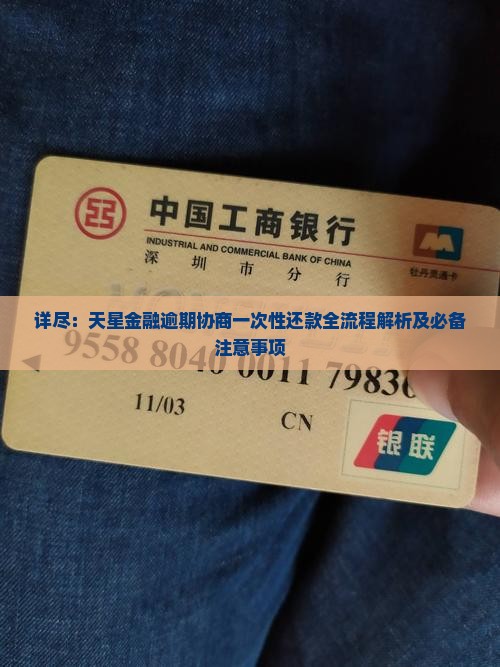 中国工商银行
INDUSTRIAL AND COMMERCIAL BANK OF CHINA
深圳市分行
牡丹灵通卡
详尽：天星金融逾期协商一次性还款全流程解析及必备
注意事项
9558 8040 0011 7983
11/03 CN
银联